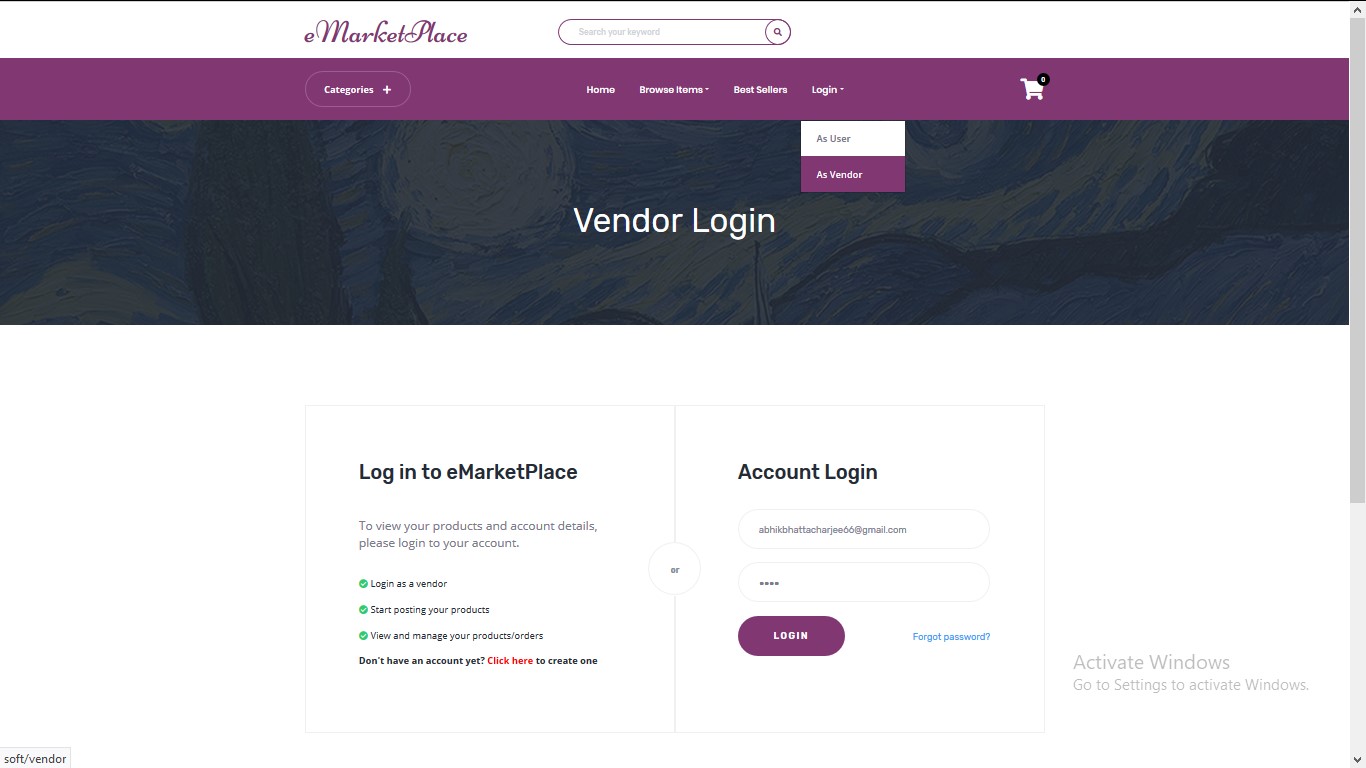 eMarketPlace
Search your keyword
Categories +
Home Browse Items Best Sellers Login
0
As User
As Vendor
Vendor Login
Log in to eMarketPlace
To view your products and account details,
please login to your account.
Login as a vendor
Start posting your products
View and manage your products/orders
Don't have an account yet? Click here to create one
or
Account Login
abhikbhattacharjee66@gmail.com
••••
LOGIN
Forgot password?
Activate Windows
Go to Settings to activate Windows.
soft/vendor